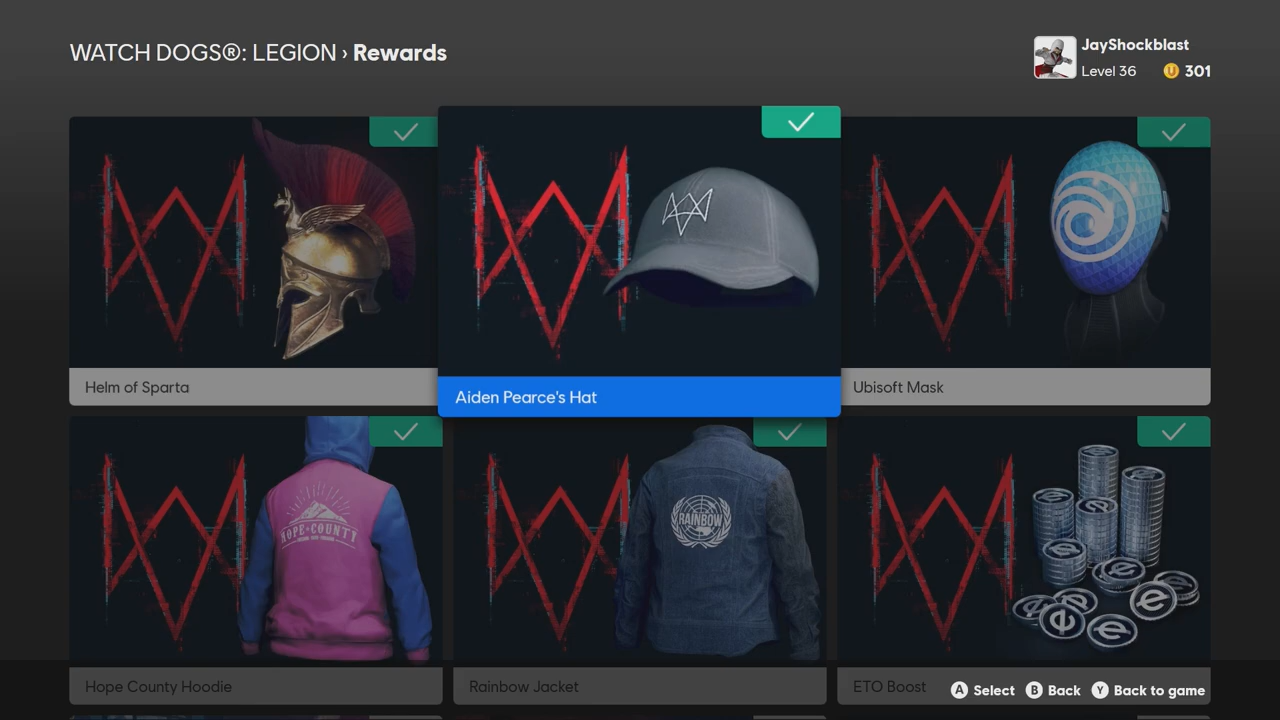 WATCH DOGS®: LEGION › Rewards
JayShockblast
Level 36
301
Helm of Sparta
Aiden Pearce's Hat
Ubisoft Mask
HOPE COUNTY
RAINBOW
Hope County Hoodie
Rainbow Jacket
ETO Boost
A Select B Back Y Back to game